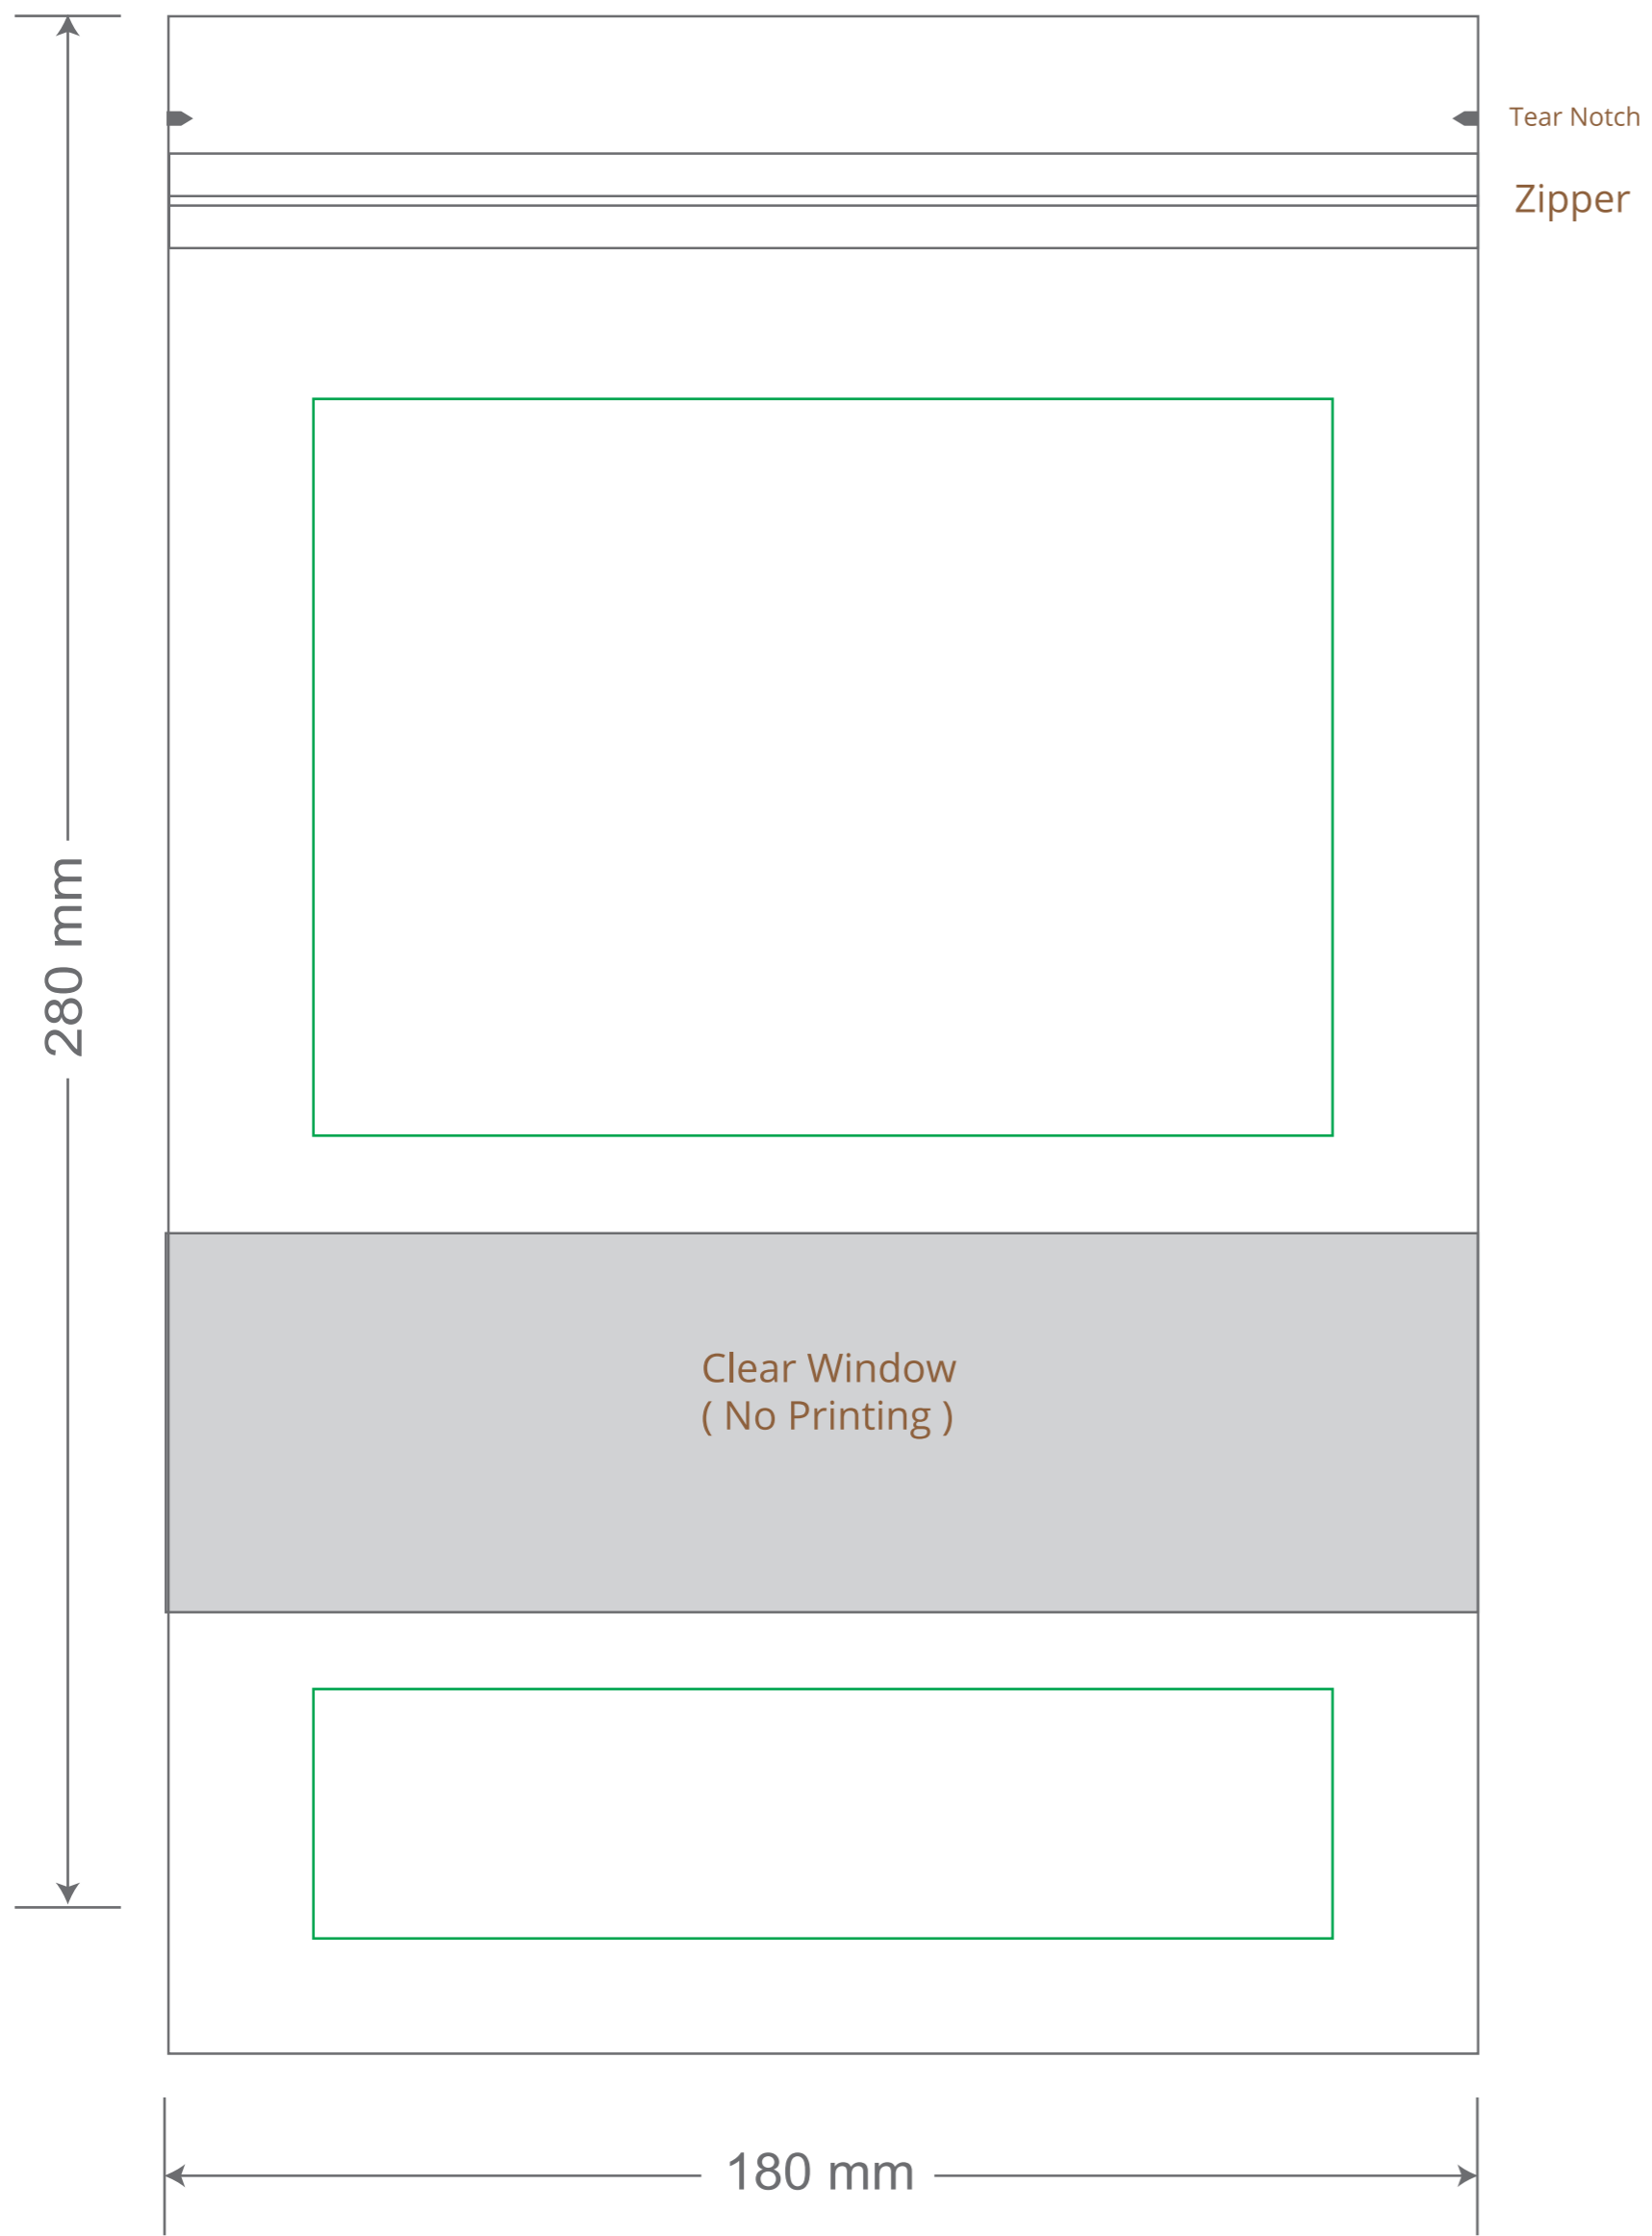 Tear Notch
Zipper
280 mm
Clear Window
( No Printing )
180 mm